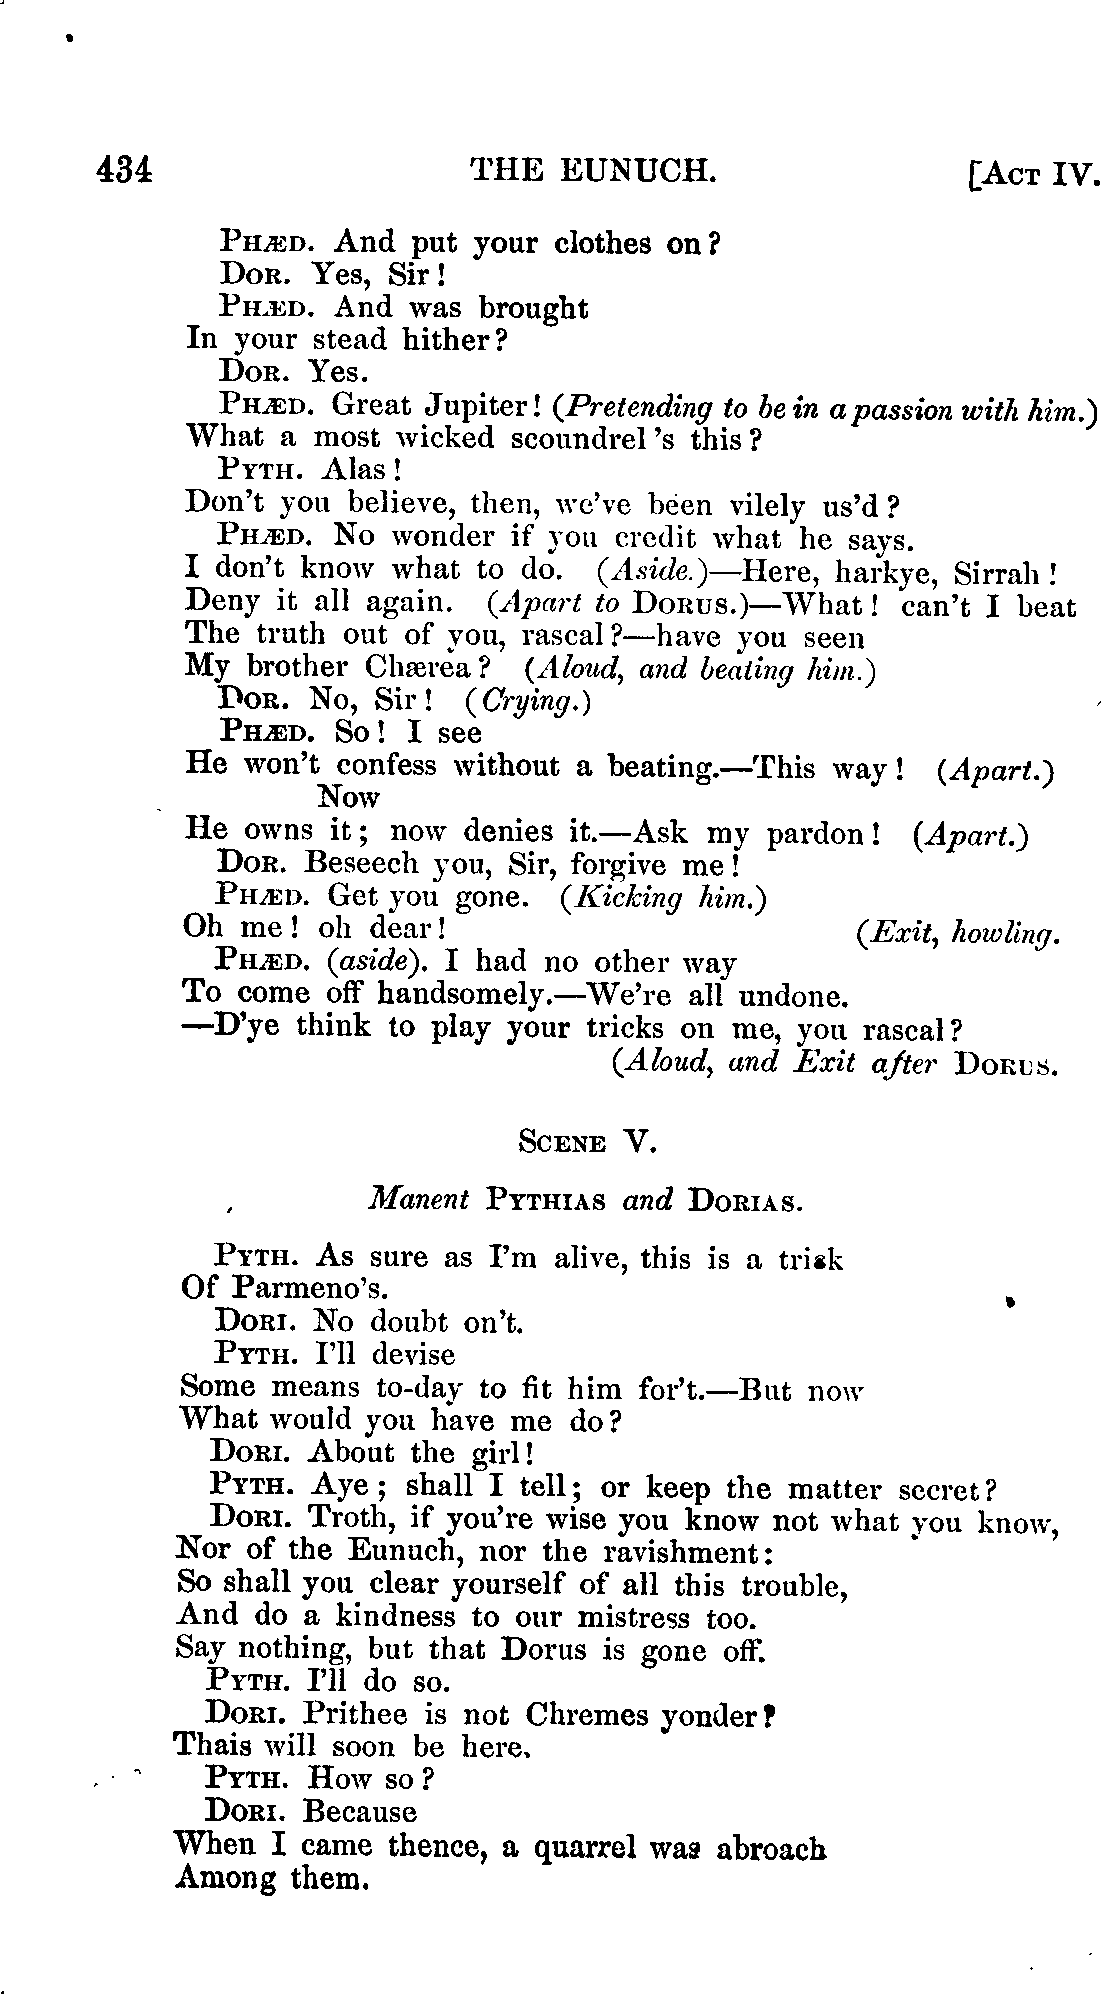 434 THE EUNUCH. [ACT IV.
PHÆD. And put your clothes on?
DOR. Yes, Sir!
PHÆD. And was brought
In your stead hither?
DOR. Yes.
PHÆD. Great Jupiter! (Pretending to be in a passion with him.)
What a most wicked scoundrel 's this?
PYTH. Alas!
Don't you believe, then, we've been vilely us'd?
PHÆD. No wonder if you credit what he says.
I don't know what to do. (Aside.)—Here, harkye, Sirrah!
Deny it all again. (Apart to DORUS.)—What! can't I beat
The truth out of you, rascal?—have you seen
My brother Chærea? (Aloud, and beating him.)
DOR. No, Sir! (Crying.)
PHÆD. So! I see
He won't confess without a beating.—This way! (Apart.)
Now
He owns it; now denies it.—Ask my pardon! (Apart.)
DOR. Beseech you, Sir, forgive me!
PHÆD. Get you gone. (Kicking him.)
Oh me! oh dear! (Exit, howling.
PHÆD. (aside). I had no other way
To come off handsomely.—We're all undone.
—D'ye think to play your tricks on me, you rascal?
(Aloud, and Exit after DORUS.
SCENE V.
Manent PYTHIAS and DORIAS.
PYTH. As sure as I'm alive, this is a trick
Of Parmeno's.
DORI. No doubt on't.
PYTH. I'll devise
Some means to-day to fit him for't.—But now
What would you have me do?
DORI. About the girl!
PYTH. Aye; shall I tell; or keep the matter secret?
DORI. Troth, if you're wise you know not what you know,
Nor of the Eunuch, nor the ravishment:
So shall you clear yourself of all this trouble,
And do a kindness to our mistress too.
Say nothing, but that Dorus is gone off.
PYTH. I'll do so.
DORI. Prithee is not Chremes yonder?
Thais will soon be here.
PYTH. How so?
DORI. Because
When I came thence, a quarrel was abroach
Among them.